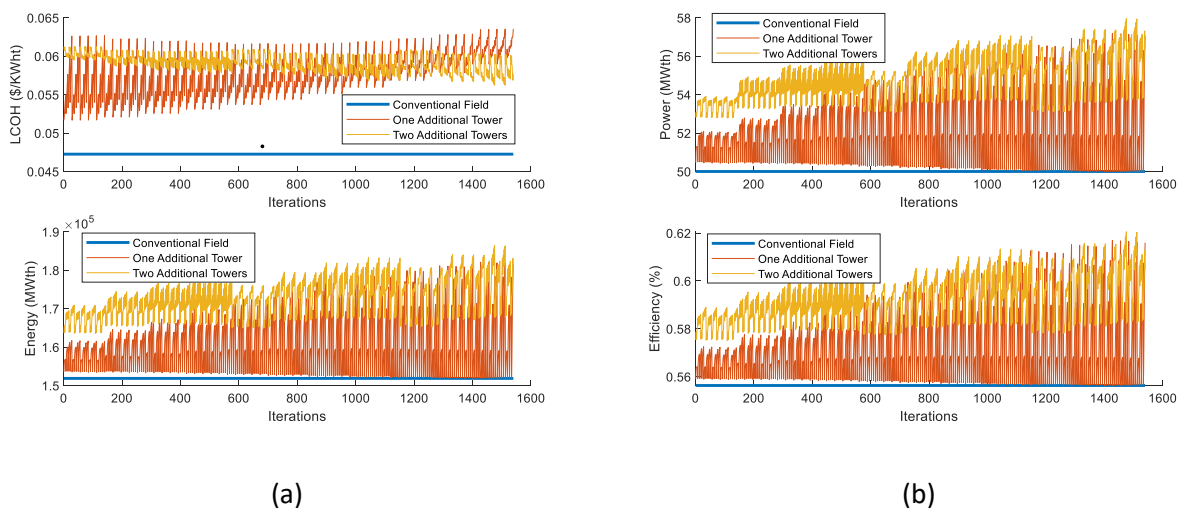 0.065
0.06
0.055
0.05
0.045
LCOH ($/KWht)
Conventional Field
One Additional Tower
Two Additional Towers
0 200 400 600 800 1000 1200 1400 1600
Iterations
×10⁵
1.9
1.8
1.7
1.6
1.5
Energy (MWth)
Conventional Field
One Additional Tower
Two Additional Towers
0 200 400 600 800 1000 1200 1400 1600
Iterations
(a)
58
56
54
52
50
Power (MWth)
Conventional Field
One Additional Tower
Two Additional Towers
0 200 400 600 800 1000 1200 1400 1600
Iterations
0.62
0.6
0.58
0.56
Efficiency (%)
Conventional Field
One Additional Tower
Two Additional Towers
0 200 400 600 800 1000 1200 1400 1600
Iterations
(b)